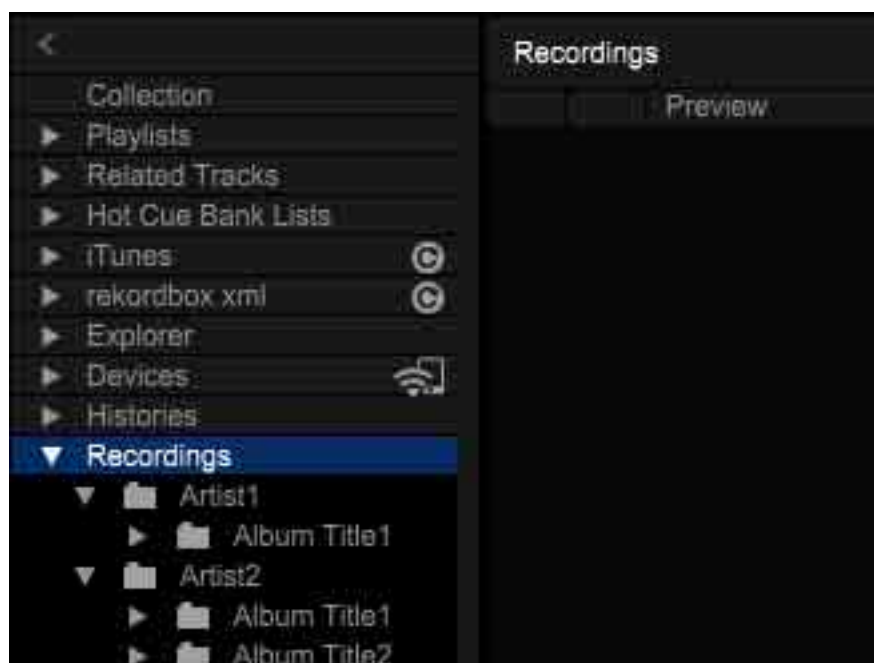 <
Recordings
Preview
Collection
Playlists
Related Tracks
Hot Cue Bank Lists
iTunes
rekordbox xml
Explorer
Devices
Histories
Recordings
Artist1
Album Title1
Artist2
Album Title1
Album Title2